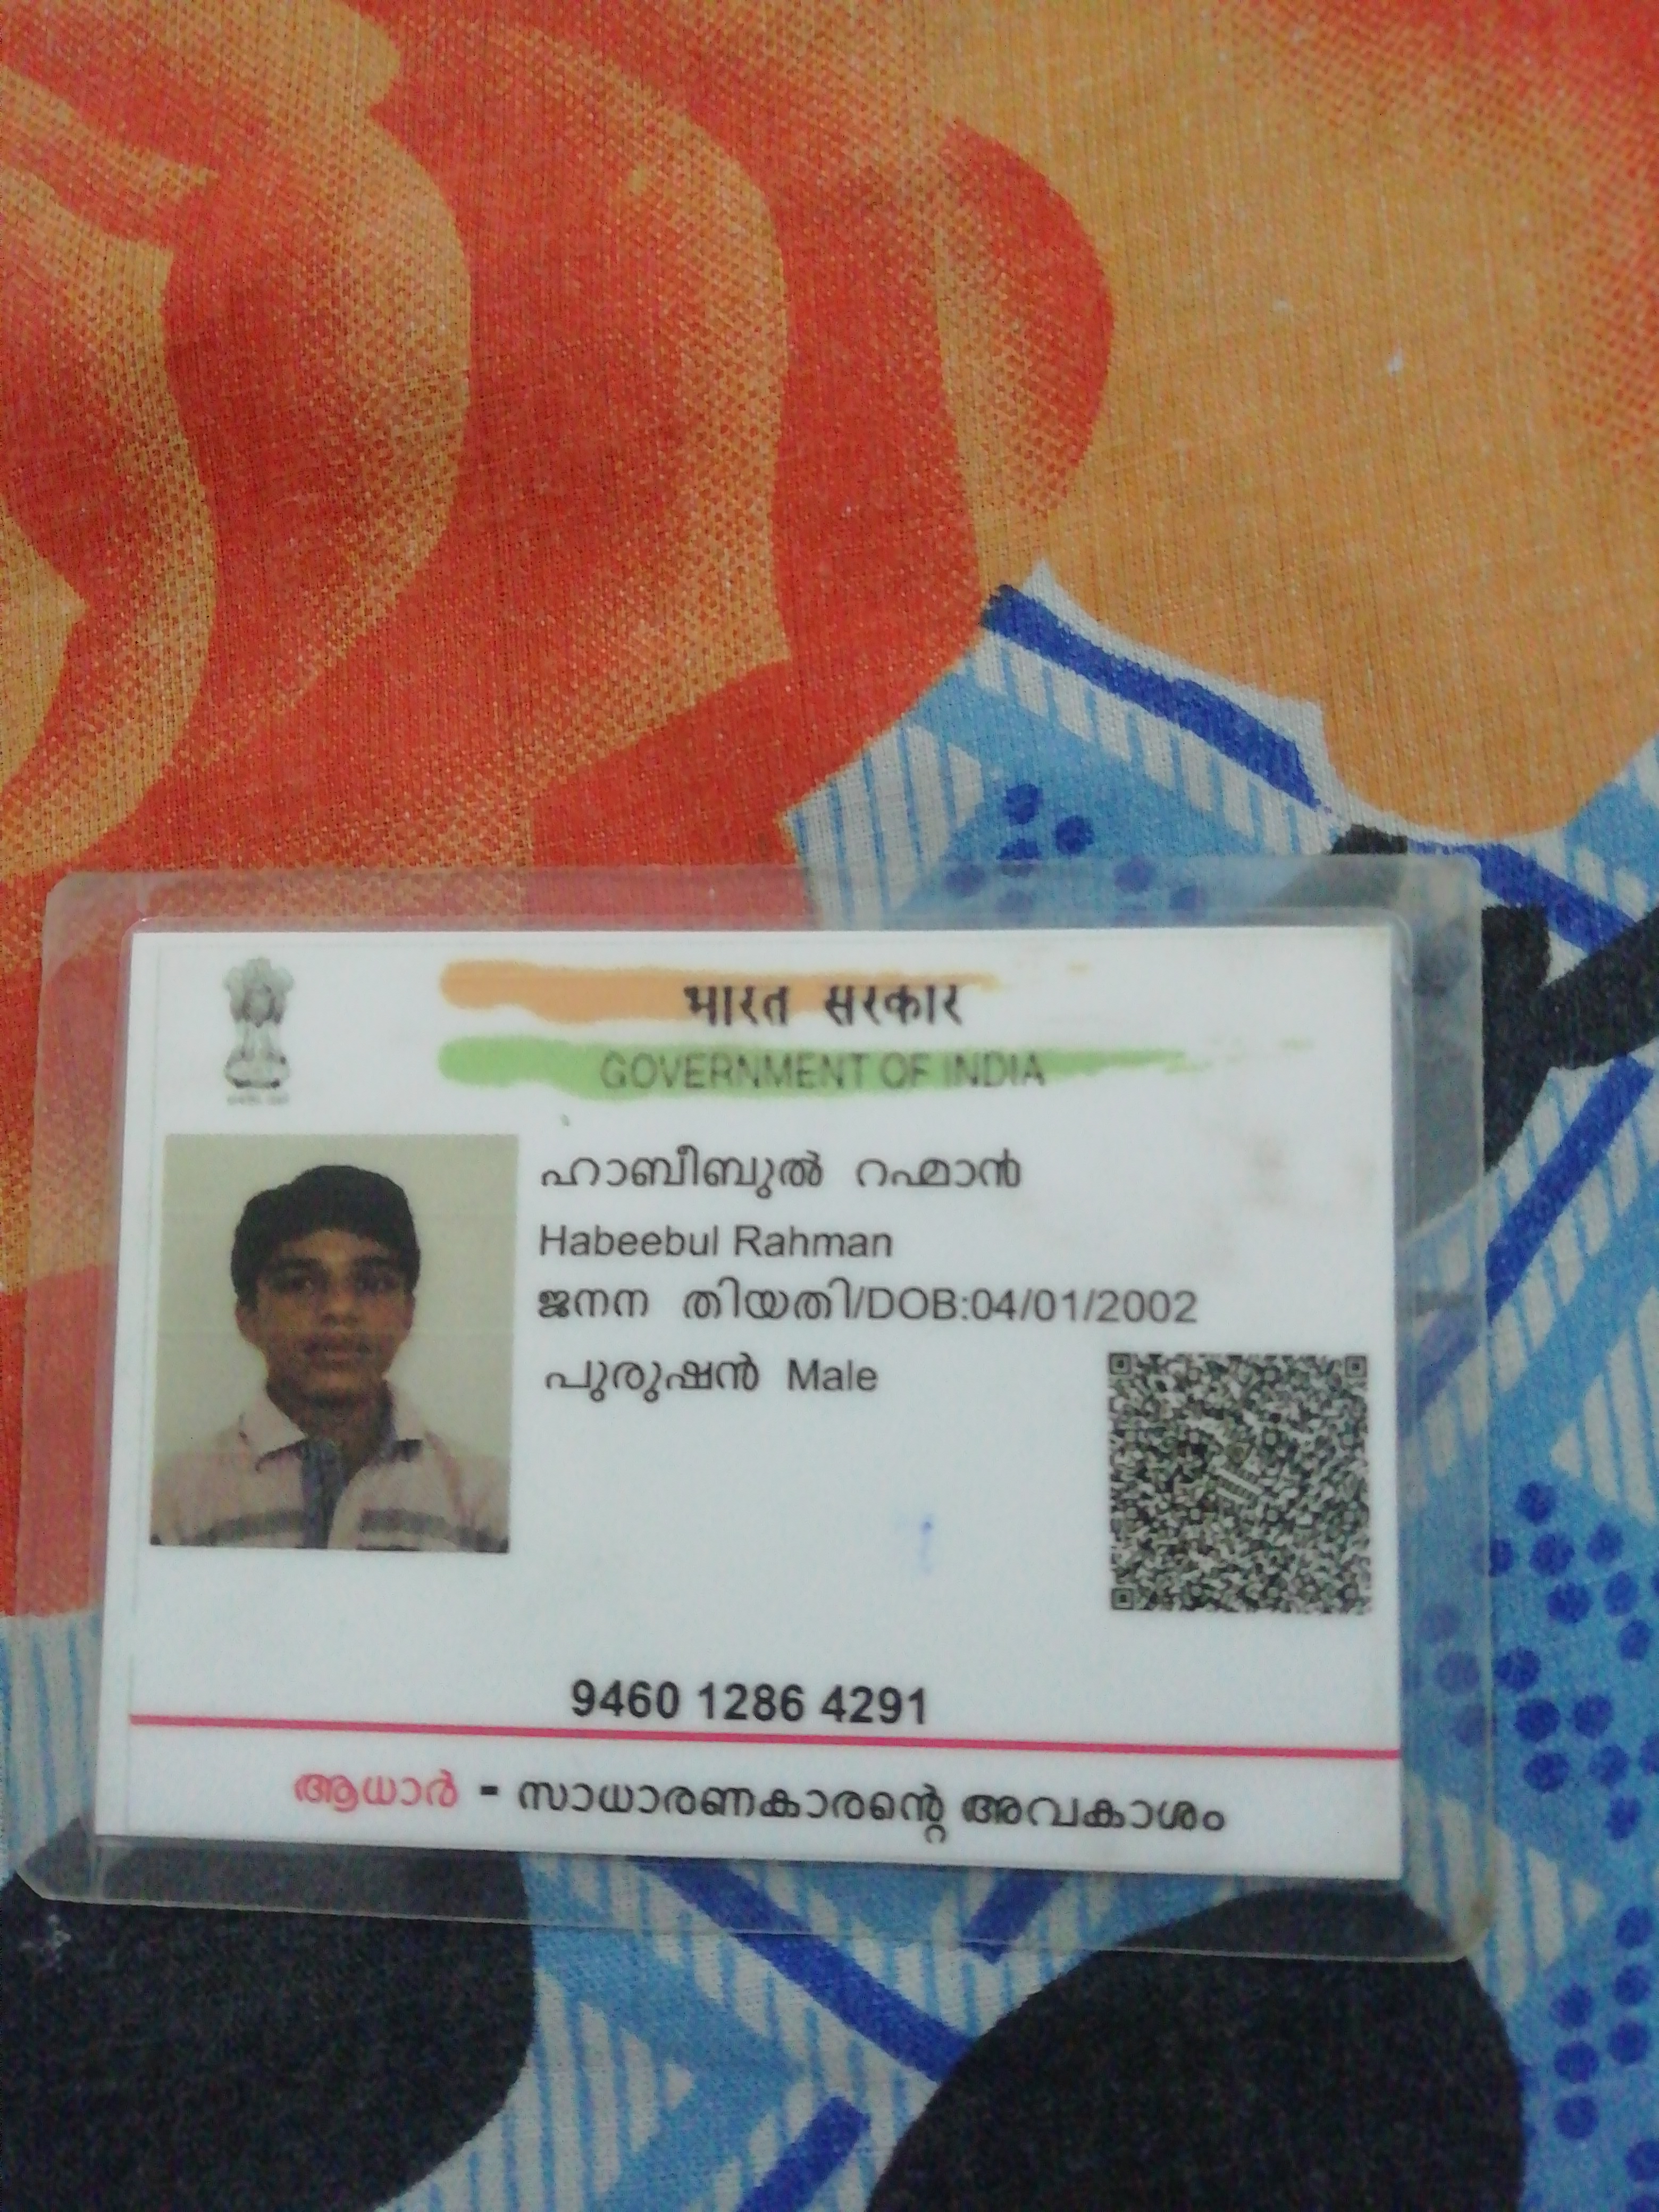 भारत सरकार
GOVERNMENT OF INDIA
ഹാബീബുൽ റഹ്മാൻ
Habeebul Rahman
ജനന തിയതി/DOB:04/01/2002
പുരുഷൻ Male
9460 1286 4291
ആധാർ - സാധാരണകാരന്റെ അവകാശം